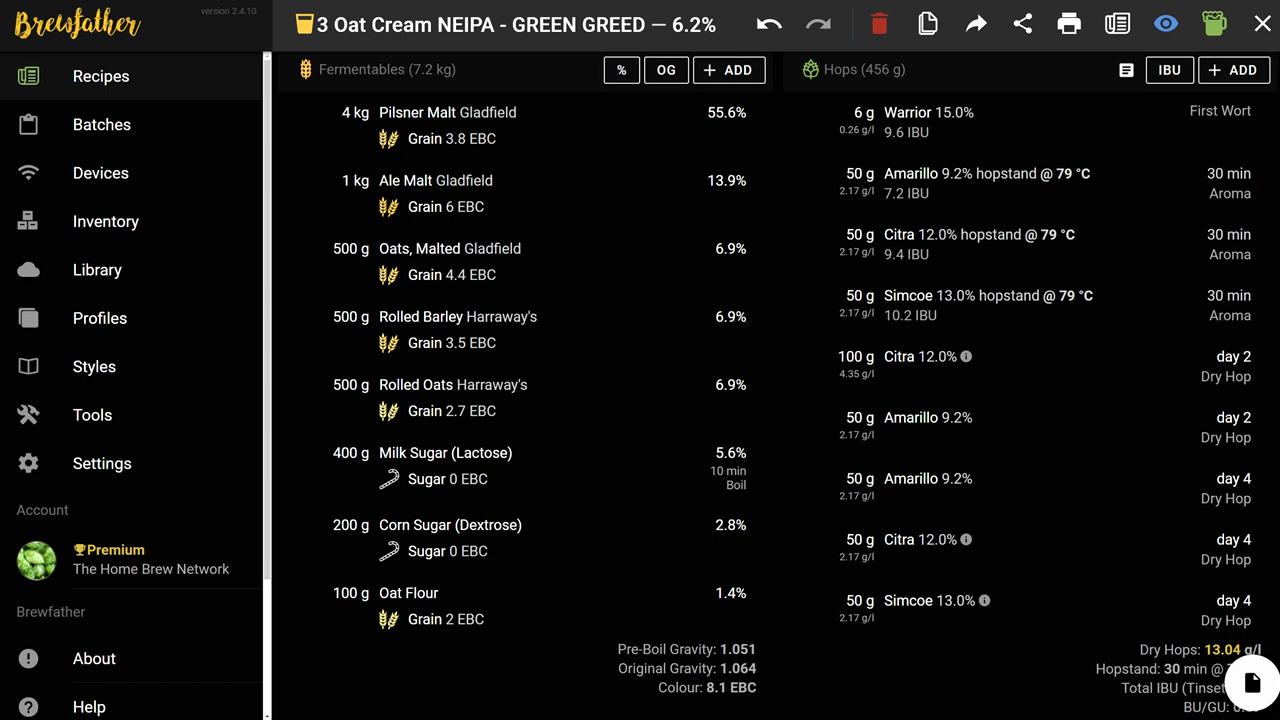 Brewfather
version 2.4.10
Recipes
Batches
Devices
Inventory
Library
Profiles
Styles
Tools
Settings
Account
Premium
The Home Brew Network
Brewfather
About
Help
3 Oat Cream NEIPA - GREEN GREED — 6.2%
Fermentables (7.2 kg)
%
OG
+ ADD
4 kg Pilsner Malt Gladfield 55.6%
Grain 3.8 EBC
1 kg Ale Malt Gladfield 13.9%
Grain 6 EBC
500 g Oats, Malted Gladfield 6.9%
Grain 4.4 EBC
500 g Rolled Barley Harraway's 6.9%
Grain 3.5 EBC
500 g Rolled Oats Harraway's 6.9%
Grain 2.7 EBC
400 g Milk Sugar (Lactose) 5.6%
Sugar 0 EBC 10 min
Boil
200 g Corn Sugar (Dextrose) 2.8%
Sugar 0 EBC
100 g Oat Flour 1.4%
Grain 2 EBC
Pre-Boil Gravity: 1.051
Original Gravity: 1.064
Colour: 8.1 EBC
Hops (456 g)
IBU
+ ADD
6 g Warrior 15.0% First Wort
0.26 g/l 9.6 IBU
50 g Amarillo 9.2% hopstand @ 79 °C 30 min
2.17 g/l 7.2 IBU Aroma
50 g Citra 12.0% hopstand @ 79 °C 30 min
2.17 g/l 9.4 IBU Aroma
50 g Simcoe 13.0% hopstand @ 79 °C 30 min
2.17 g/l 10.2 IBU Aroma
100 g Citra 12.0% day 2
4.35 g/l Dry Hop
50 g Amarillo 9.2% day 2
2.17 g/l Dry Hop
50 g Amarillo 9.2% day 4
2.17 g/l Dry Hop
50 g Citra 12.0% day 4
2.17 g/l Dry Hop
50 g Simcoe 13.0% day 4
2.17 g/l Dry Hop
Dry Hops: 13.04 g/l
Hopstand: 30 min @
Total IBU
BU/GU: